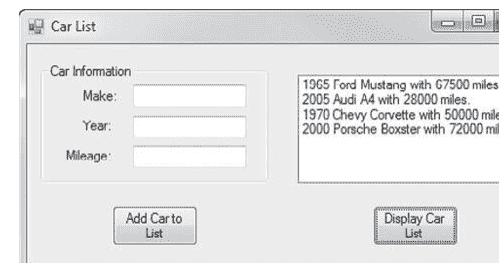 Car List
Car Information
Make:
Year:
Mileage:
1965 Ford Mustang with 67500 miles
2005 Audi A4 with 28000 miles.
1970 Chevy Corvette with 50000 mile
2000 Porsche Boxster with 72000 mil
Add Car to
List
Display Car
List